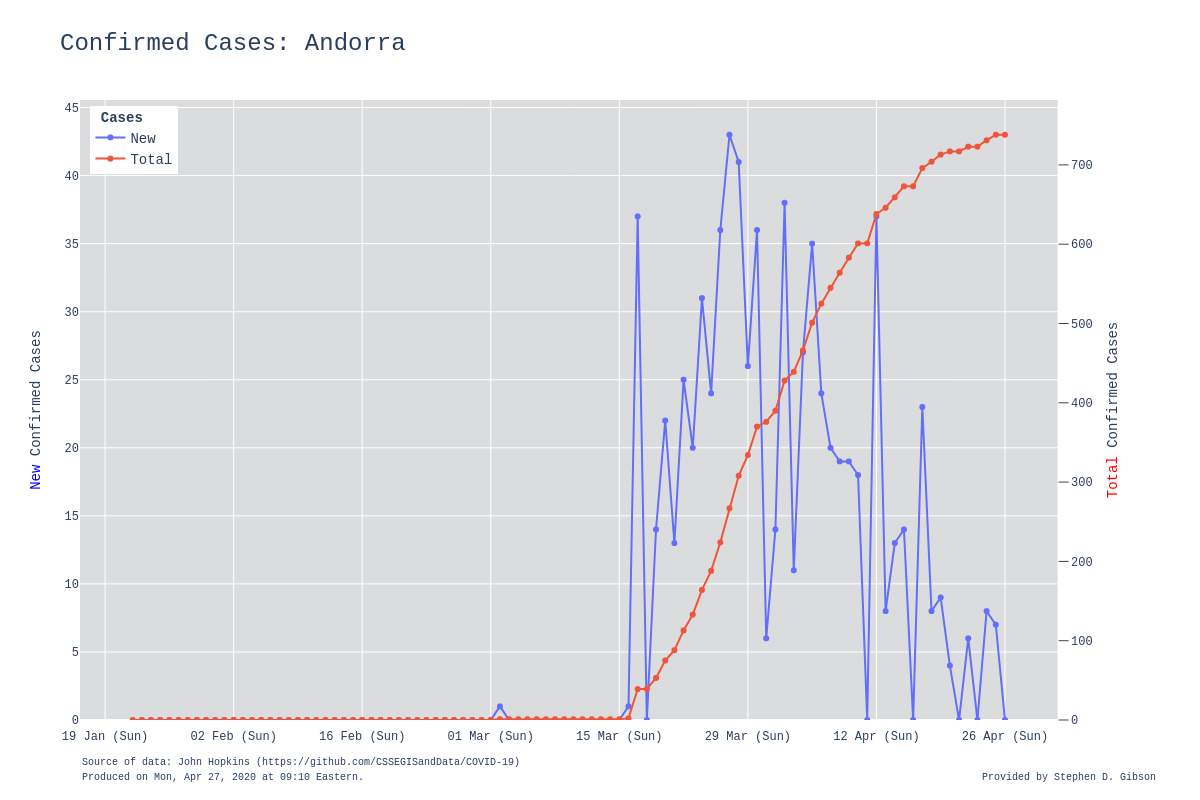 Confirmed Cases: Andorra
Cases
New
Total
45
40
35
30
25
20
15
10
5
0
New Confirmed Cases
700
600
500
400
300
200
100
0
Total Confirmed Cases
19 Jan (Sun) 02 Feb (Sun) 16 Feb (Sun) 01 Mar (Sun) 15 Mar (Sun) 29 Mar (Sun) 12 Apr (Sun) 26 Apr (Sun)
Source of data: John Hopkins (https://github.com/CSSEGISandData/COVID-19)
Produced on Mon, Apr 27, 2020 at 09:10 Eastern.
Provided by Stephen D. Gibson